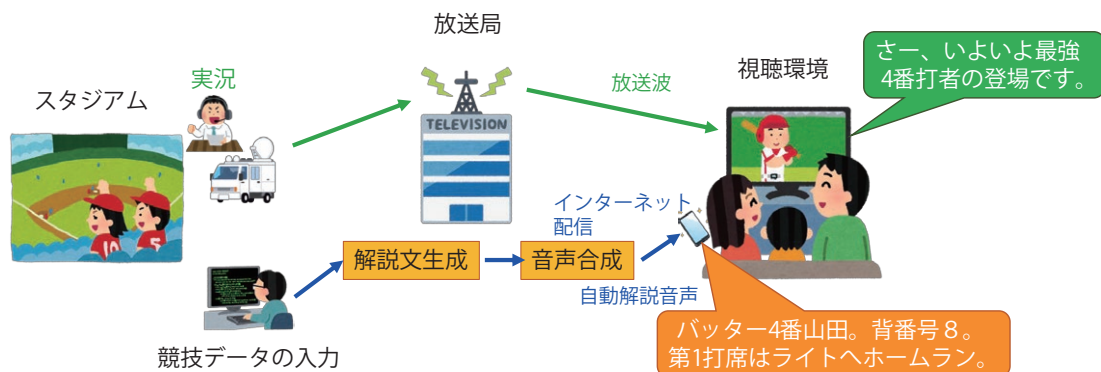 放送局
さー、いよいよ最強
4番打者の登場です。
実況
放送波
視聴環境
スタジアム
TELEVISION
インターネット
配信
解説文生成
音声合成
自動解説音声
競技データの入力
バッター4番山田。背番号８。
第1打席はライトへホームラン。
10
5